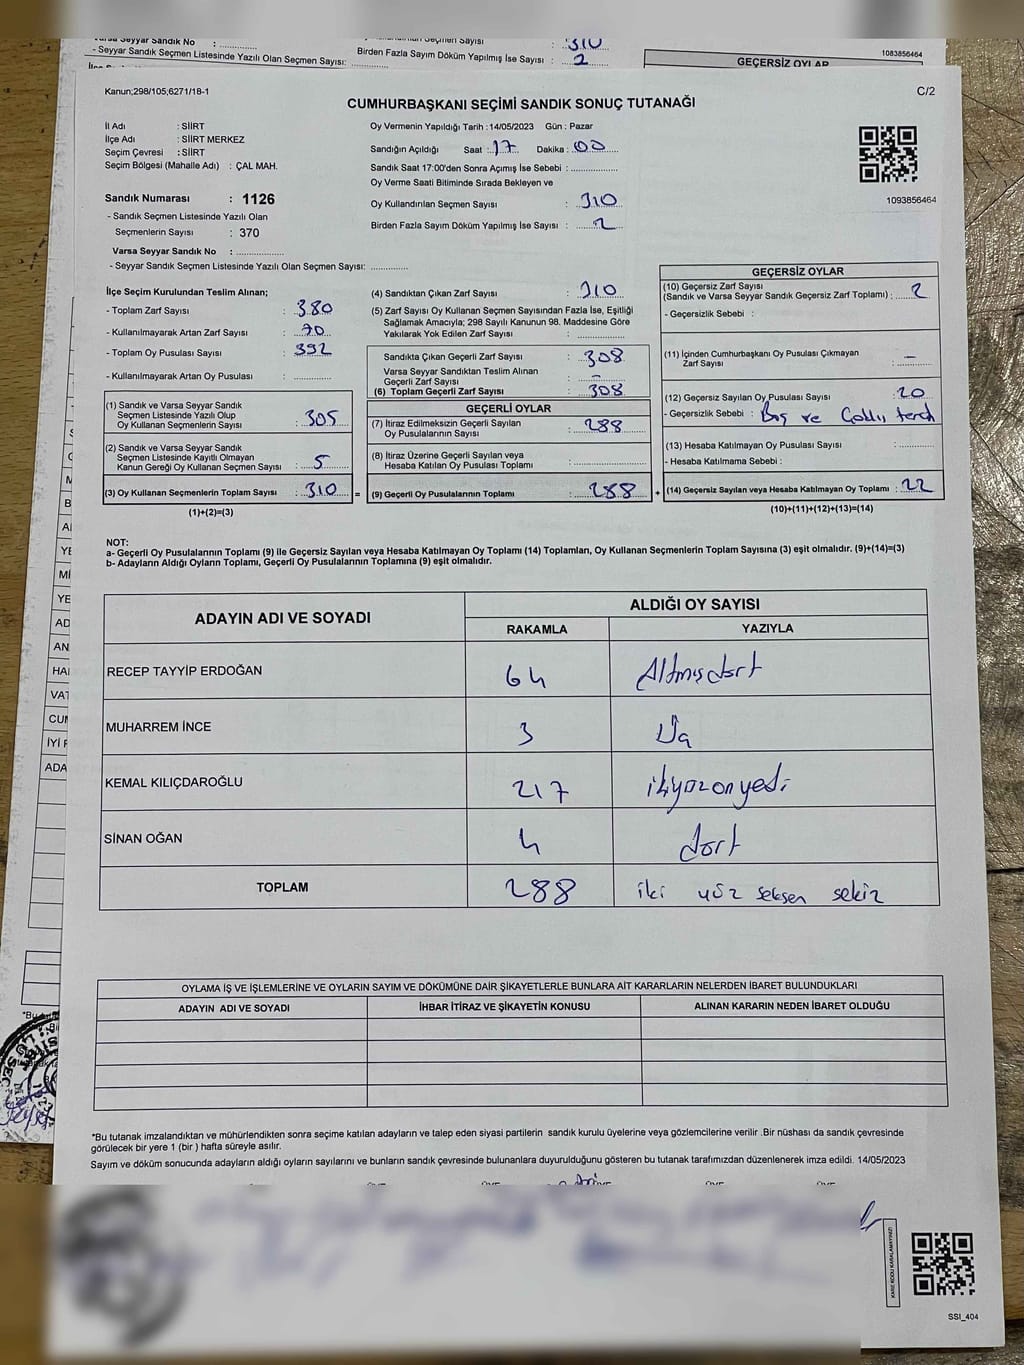 Varsa Seyyar Sandık No : ............
- Seyyar Sandık Seçmen Listesinde Yazılı Olan Seçmen Sayısı: ............
310
Birden Fazla Sayım Döküm Yapılmış İse Sayısı : 2
1083856464
GEÇERSİZ OYLAR
Kanun;298/105;6271/18-1
C/2
CUMHURBAŞKANI SEÇİMİ SANDIK SONUÇ TUTANAĞI
İl Adı : SİİRT
İlçe Adı : SİİRT MERKEZ
Seçim Çevresi : SİİRT
Seçim Bölgesi (Mahalle Adı) : ÇAL MAH.
Sandık Numarası : 1126
- Sandık Seçmen Listesinde Yazılı Olan
Seçmenlerin Sayısı : 370
Varsa Seyyar Sandık No : ............
- Seyyar Sandık Seçmen Listesinde Yazılı Olan Seçmen Sayısı: ............
Oy Vermenin Yapıldığı Tarih :14/05/2023 Gün : Pazar
Sandığın Açıldığı Saat : 17 Dakika : 00
Sandık Saat 17:00'den Sonra Açımış İse Sebebi : ............
Oy Verme Saati Bitiminde Sırada Bekleyen ve
Oy Kullandırılan Seçmen Sayısı : 310
Birden Fazla Sayım Döküm Yapılmış İse Sayısı : 2
1093856464
İlçe Seçim Kurulundan Teslim Alınan;
- Toplam Zarf Sayısı : 380
- Kullanılmayarak Artan Zarf Sayısı : 70
- Toplam Oy Pusulası Sayısı : 392
- Kullanılmayarak Artan Oy Pusulası : ............
(1) Sandık ve Varsa Seyyar Sandık
Seçmen Listesinde Yazılı Olup
Oy Kullanan Seçmenlerin Sayısı : 305
(2) Sandık ve Varsa Seyyar Sandık
Seçmen Listesinde Kayıtlı Olmayan
Kanun Gereği Oy Kullanan Seçmen Sayısı : 5
(3) Oy Kullanan Seçmenlerin Toplam Sayısı : 310 =
(1)+(2)=(3)
(4) Sandıktan Çıkan Zarf Sayısı : 310
(5) Zarf Sayısı Oy Kullanan Seçmen Sayısından Fazla İse, Eşitliği
Sağlamak Amacıyla; 298 Sayılı Kanunun 98. Maddesine Göre
Yakılarak Yok Edilen Zarf Sayısı : ............
Sandıkta Çıkan Geçerli Zarf Sayısı : 308
Varsa Seyyar Sandıktan Teslim Alınan
Geçerli Zarf Sayısı : -
(6) Toplam Geçerli Zarf Sayısı : 308
GEÇERLİ OYLAR
(7) İtiraz Edilmeksizin Geçerli Sayılan
Oy Pusulalarının Sayısı : 288
(8) İtiraz Üzerine Geçerli Sayılan veya
Hesaba Katılan Oy Pusulası Toplamı : ............
(9) Geçerli Oy Pusulalarının Toplamı : 288 +
GEÇERSİZ OYLAR
(10) Geçersiz Zarf Sayısı
(Sandık ve Varsa Seyyar Sandık Geçersiz Zarf Toplamı) : 2
- Geçersizlik Sebebi :
(11) İçinden Cumhurbaşkanı Oy Pusulası Çıkmayan
Zarf Sayısı : -
(12) Geçersiz Sayılan Oy Pusulası Sayısı : 20
- Geçersizlik Sebebi : Boş ve
(13) Hesaba Katılmayan Oy Pusulası Sayısı : ............
- Hesaba Katılmama Sebebi :
(14) Geçersiz Sayılan veya Hesaba Katılmayan Oy Toplamı : 22
(10)+(11)+(12)+(13)=(14)
NOT:
a- Geçerli Oy Pusulalarının Toplamı (9) ile Geçersiz Sayılan veya Hesaba Katılmayan Oy Toplamı (14) Toplamları, Oy Kullanan Seçmenlerin Toplam Sayısına (3) eşit olmalıdır. (9)+(14)=(3)
b- Adayların Aldığı Oyların Toplamı, Geçerli Oy Pusulalarının Toplamına (9) eşit olmalıdır.
ADAYIN ADI VE SOYADI
ALDIĞI OY SAYISI
RAKAMLA YAZIYLA
RECEP TAYYİP ERDOĞAN 64 Altmışdört
MUHARREM İNCE 3 Üç
KEMAL KILIÇDAROĞLU 217 ikiyüzonyedi
SİNAN OĞAN 4 dört
TOPLAM 288 iki yüz seksen sekiz
OYLAMA İŞ VE İŞLEMLERİNE VE OYLARIN SAYIM VE DÖKÜMÜNE DAİR ŞİKAYETLERLE BUNLARA AİT KARARLARIN NELERDEN İBARET BULUNDUKLARI
ADAYIN ADI VE SOYADI İHBAR İTİRAZ VE ŞİKAYETİN KONUSU ALINAN KARARIN NEDEN İBARET OLDUĞU
*Bu tutanak imzalandıktan ve mühürlendikten sonra seçime katılan adayların ve talep eden siyasi partilerin sandık kurulu üyelerine veya gözlemcilerine verilir .Bir nüshası da sandık çevresinde
görülecek bir yere 1 (bir ) hafta süreyle asılır.
Sayım ve döküm sonucunda adayların aldığı oyların sayılarını ve bunların sandık çevresinde bulunanlara duyurulduğunu gösteren bu tutanak tarafımızdan düzenlenerek imza edildi. 14/05/2023
KARE KODU KARALAMAYINIZ!
SSI_404